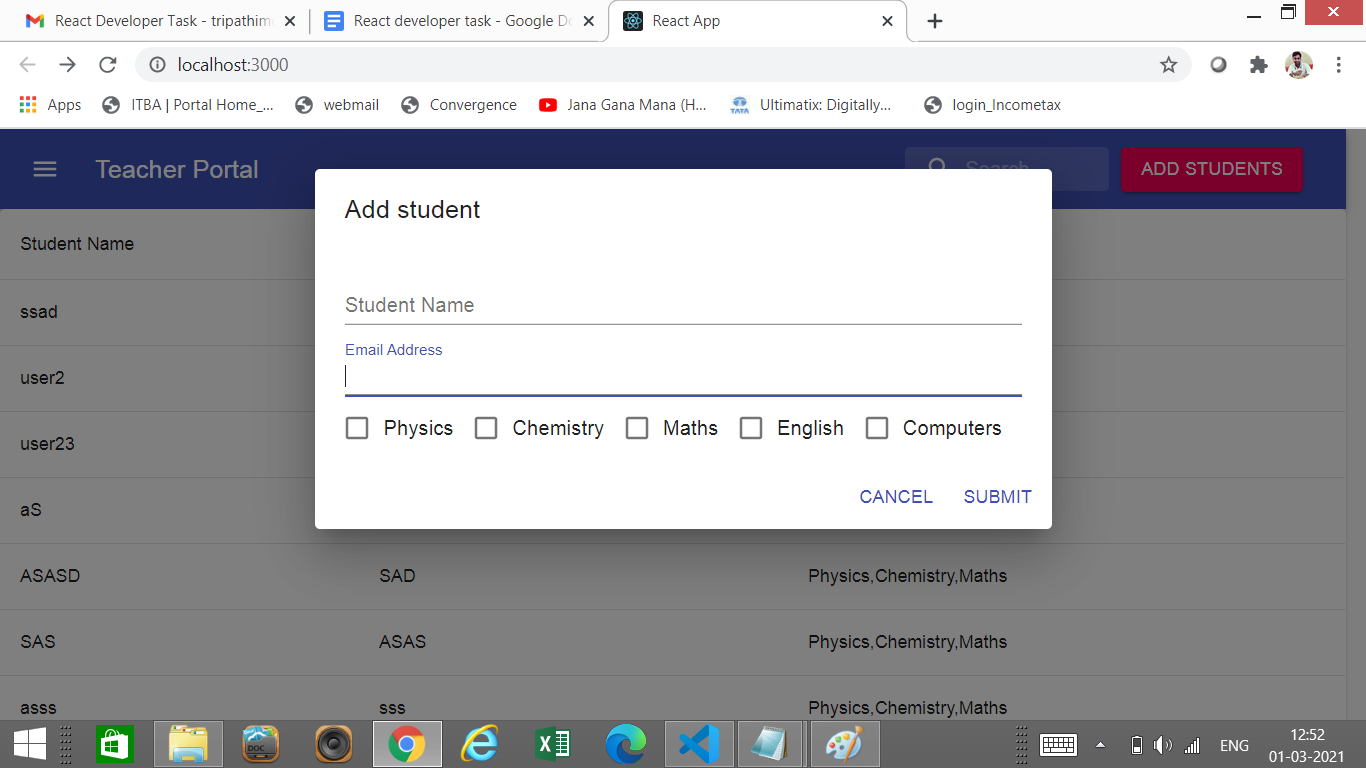 React Developer Task - tripathim
React developer task - Google Do
React App
localhost:3000
Apps
ITBA | Portal Home_...
webmail
Convergence
Jana Gana Mana (H...
TATA
Ultimatix: Digitally...
login_Incometax
Teacher Portal
Search
ADD STUDENTS
Add student
Student Name
Email Address
Physics Chemistry Maths English Computers
CANCEL SUBMIT
Student Name
ssad
user2
user23
aS
ASASD SAD Physics,Chemistry,Maths
SAS ASAS Physics,Chemistry,Maths
asss sss Physics,Chemistry,Maths
DOC
ENG
12:52
01-03-2021